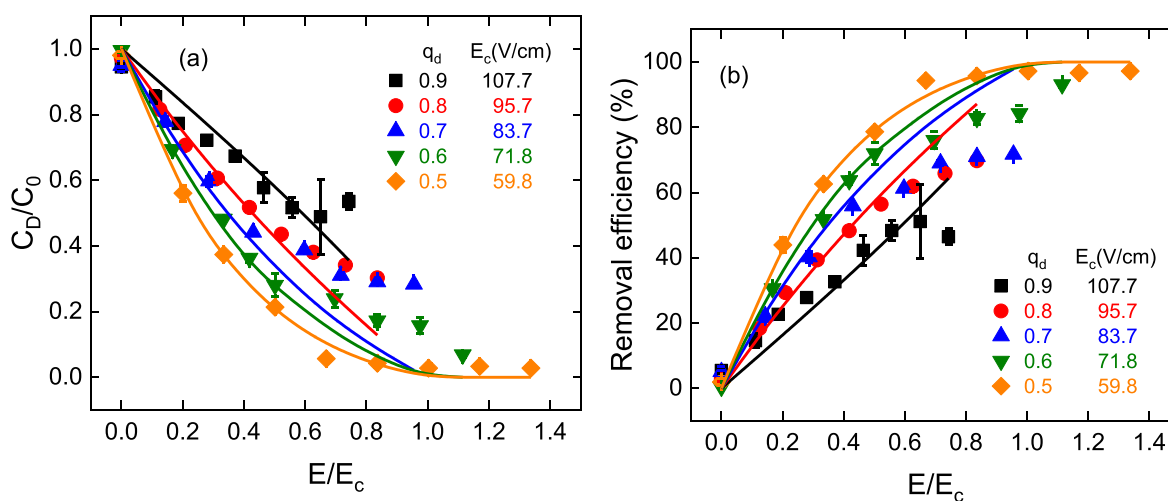 (a)
q_d E_c(V/cm)
0.9 107.7
0.8 95.7
0.7 83.7
0.6 71.8
0.5 59.8
1.0
0.8
0.6
0.4
0.2
0.0
C_D/C_0
0.0 0.2 0.4 0.6 0.8 1.0 1.2 1.4
E/E_c
(b)
100
80
60
40
20
0
Removal efficiency (%)
q_d E_c(V/cm)
0.9 107.7
0.8 95.7
0.7 83.7
0.6 71.8
0.5 59.8
0.0 0.2 0.4 0.6 0.8 1.0 1.2 1.4
E/E_c